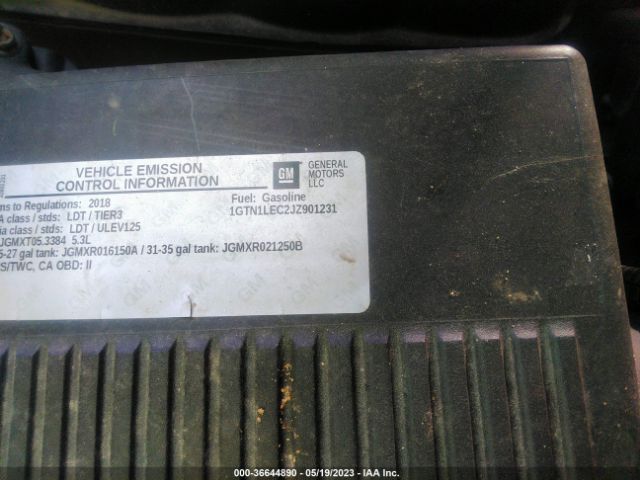 VEHICLE EMISSION
CONTROL INFORMATION
GM
GENERAL
MOTORS
LLC
ms to Regulations: 2018
Fuel: Gasoline
A class / stds: LDT / TIER3
1GTN1LEC2JZ901231
ia class / stds: LDT / ULEV125
JGMXT05.3384 5.3L
5-27 gal tank: JGMXR016150A / 31-35 gal tank: JGMXR021250B
S/TWC, CA OBD: II
000-36644890 - 05/19/2023 - IAA Inc.